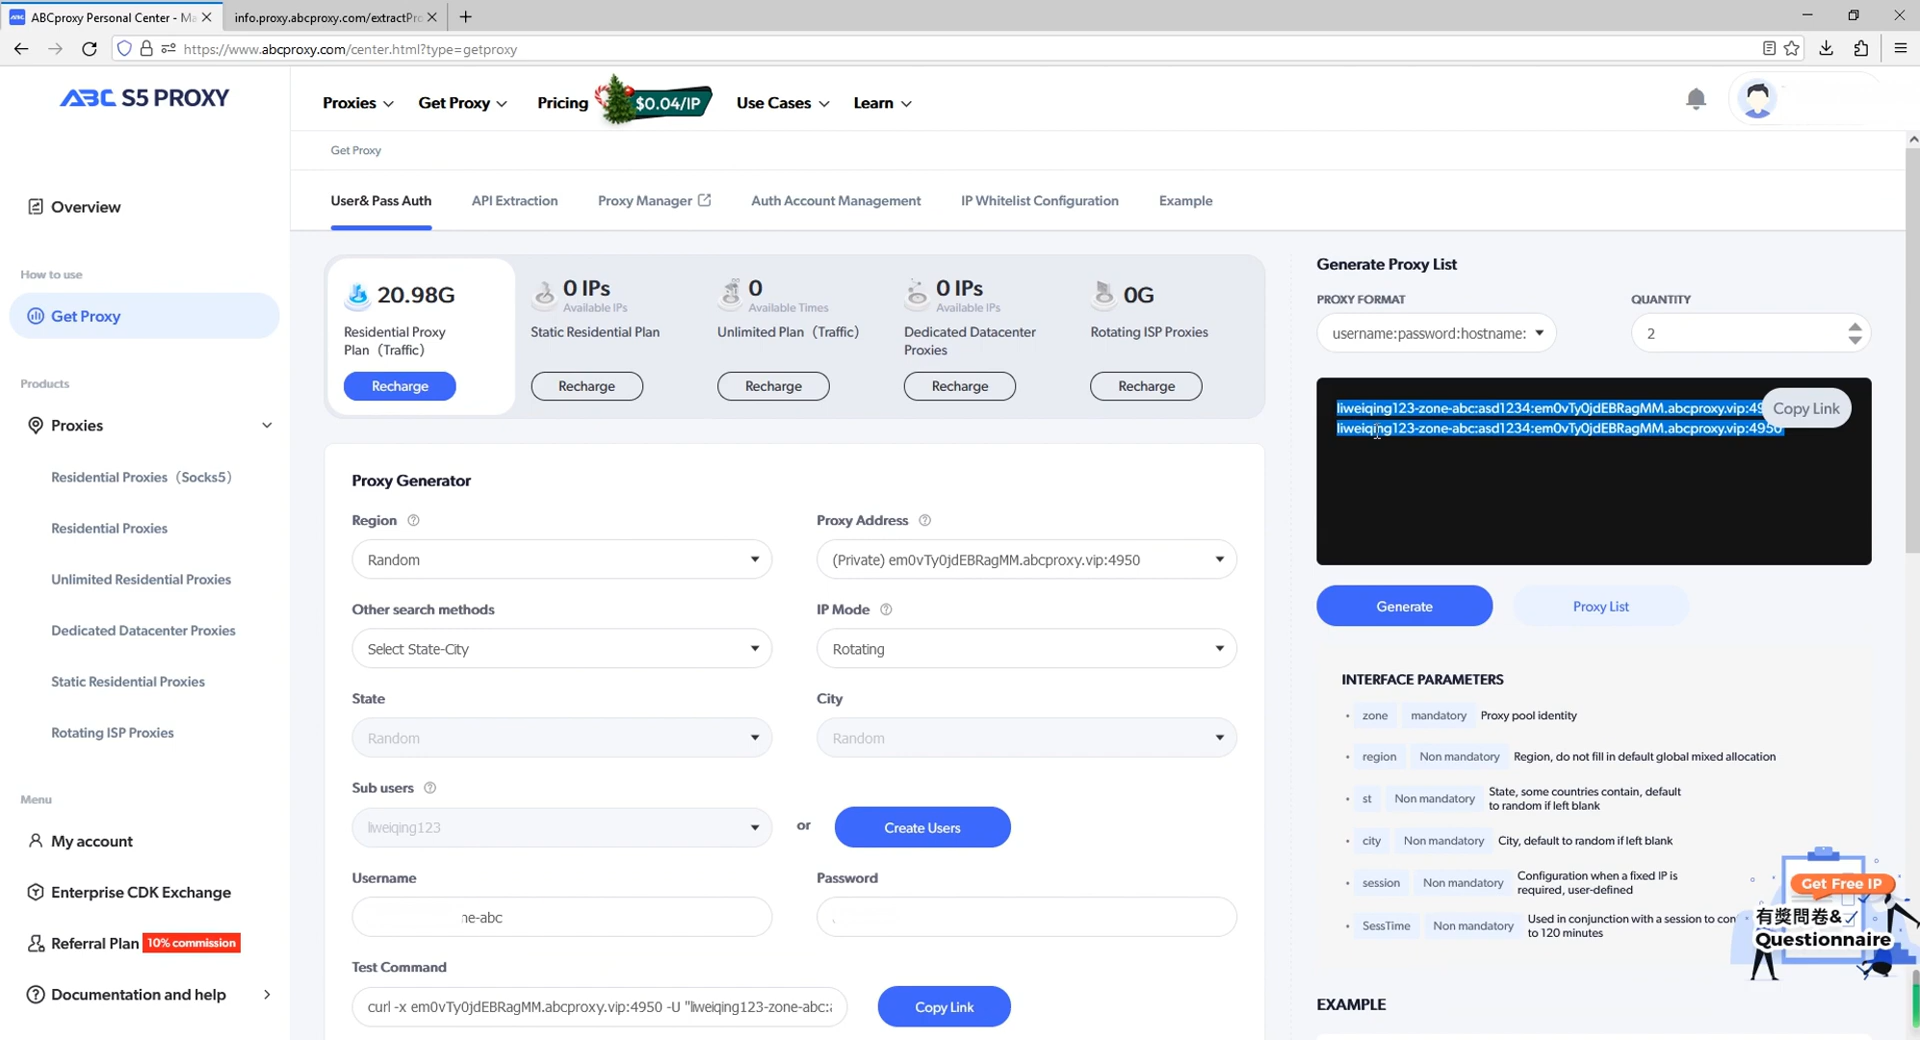 ABCproxy Personal Center - Ma
info.proxy.abcproxy.com/extractPro
https://www.abcproxy.com/center.html?type=getproxy
ABC S5 PROXY
Proxies
Get Proxy
Pricing
$0.04/IP
Use Cases
Learn
Get Proxy
User& Pass Auth
API Extraction
Proxy Manager
Auth Account Management
IP Whitelist Configuration
Example
Overview
How to use
Get Proxy
Products
Proxies
Residential Proxies（Socks5）
Residential Proxies
Unlimited Residential Proxies
Dedicated Datacenter Proxies
Static Residential Proxies
Rotating ISP Proxies
Menu
My account
Enterprise CDK Exchange
Referral Plan 10% commission
Documentation and help
20.98G
Residential Proxy
Plan（Traffic）
Recharge
0 IPs
Available IPs
Static Residential Plan
Recharge
0
Available Times
Unlimited Plan（Traffic）
Recharge
0 IPs
Available IPs
Dedicated Datacenter
Proxies
Recharge
0G
Rotating ISP Proxies
Recharge
Proxy Generator
Region
Random
Proxy Address
(Private) em0vTy0jdEBRagMM.abcproxy.vip:4950
Other search methods
Select State-City
IP Mode
Rotating
State
Random
City
Random
Sub users
liweiqing123
or
Create Users
Username
ne-abc
Password
Test Command
curl -x em0vTy0jdEBRagMM.abcproxy.vip:4950 -U "liweiqing123-zone-abc:a
Copy Link
Generate Proxy List
PROXY FORMAT
username:password:hostname:
QUANTITY
2
liweiqing123-zone-abc:asd1234:em0vTy0jdEBRagMM.abcproxy.vip:49
Copy Link
liweiqing123-zone-abc:asd1234:em0vTy0jdEBRagMM.abcproxy.vip:4950
Generate
Proxy List
INTERFACE PARAMETERS
zone mandatory Proxy pool identity
region Non mandatory Region, do not fill in default global mixed allocation
st Non mandatory State, some countries contain, default
to random if left blank
city Non mandatory City, default to random if left blank
session Non mandatory Configuration when a fixed IP is
required, user-defined
SessTime Non mandatory Used in conjunction with a session to con
to 120 minutes
Get Free IP
有獎問卷&
Questionnaire
EXAMPLE